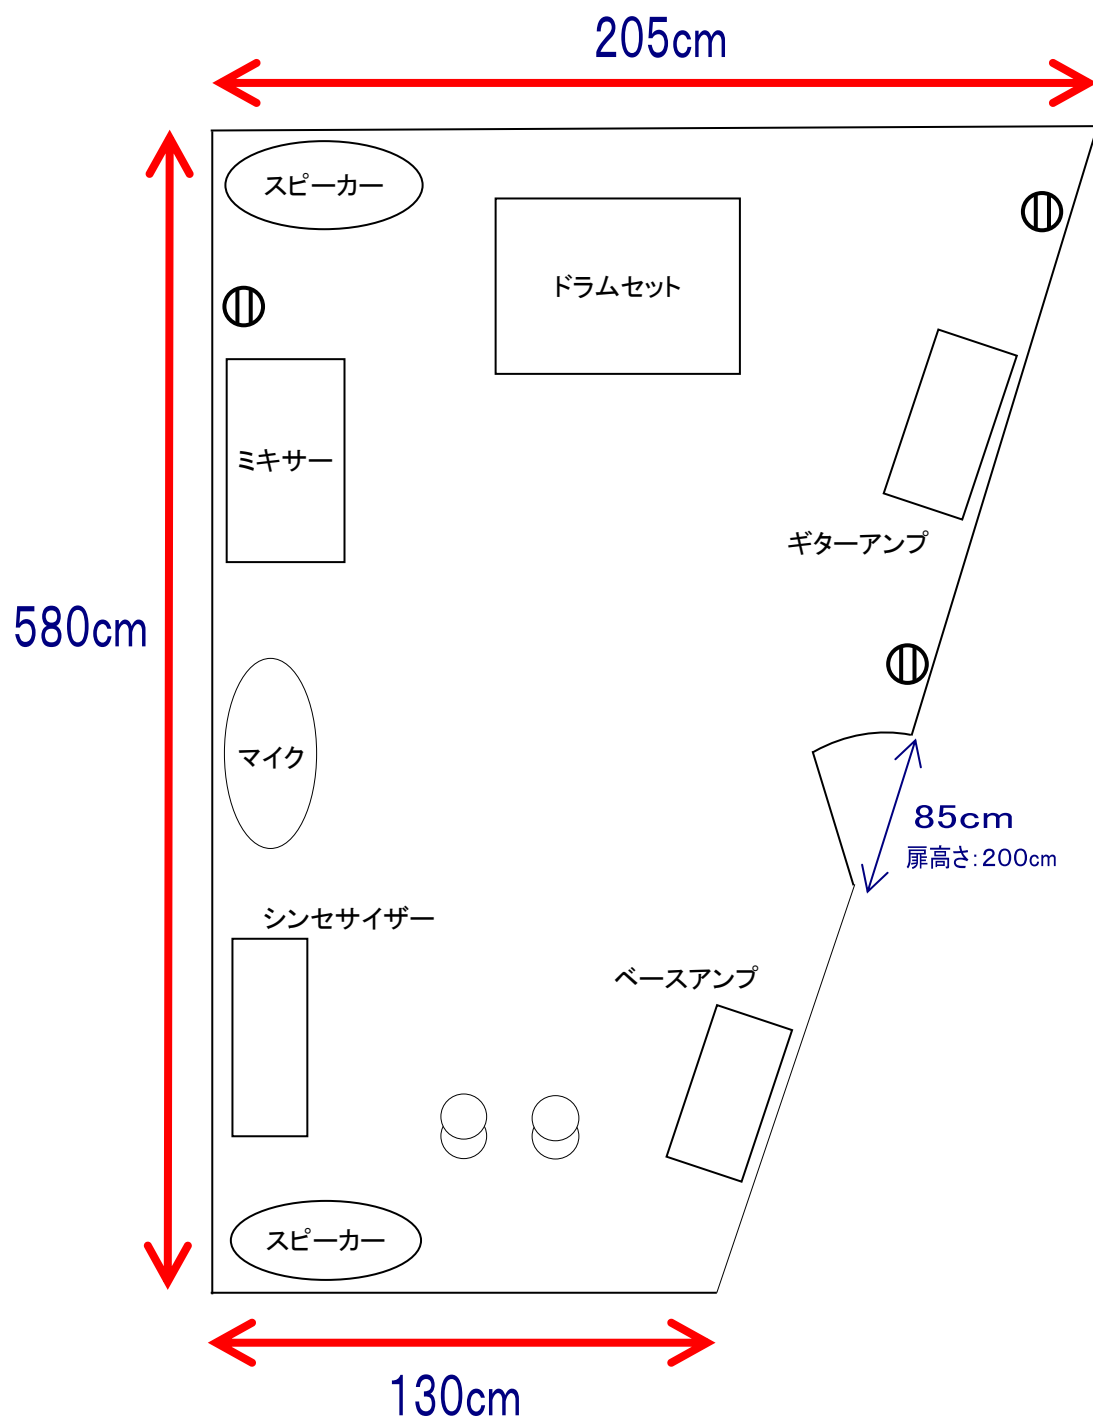 205cm
スピーカー
ドラムセット
ミキサー
ギターアンプ
580cm
マイク
85cm
扉高さ:200cm
シンセサイザー
ベースアンプ
スピーカー
130cm